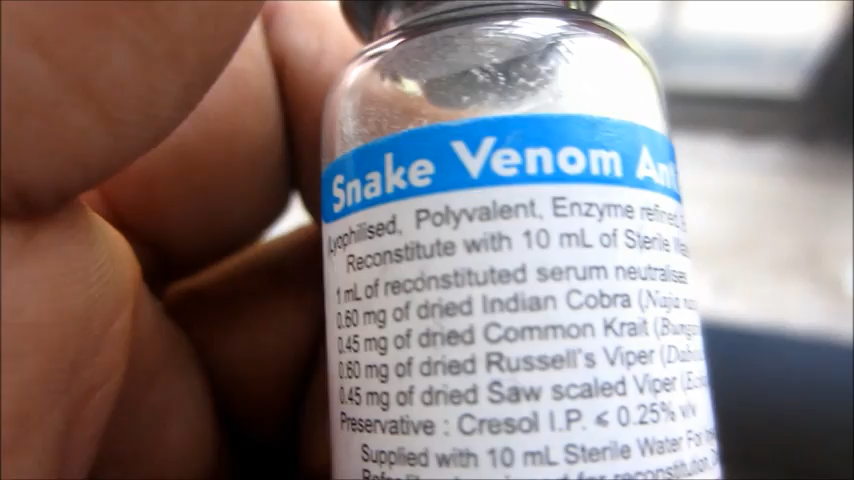 Snake Venom
Lyophilised, Polyvalent, Enzyme refined
Reconstitute with 10 mL of Sterile
1 mL of reconstituted serum neutralises
0.60 mg of dried Indian Cobra (Naja
0.45 mg of dried Common Krait
0.60 mg of dried Russell's Viper
0.45 mg of dried Saw scaled Viper
Preservative : Cresol I.P. ≤ 0.25% v/v
Supplied with 10 mL Sterile Water For
for reconstitution